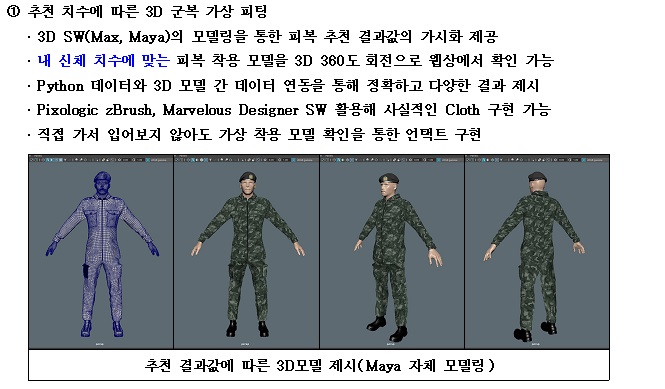 ① 추천 치수에 따른 3D 군복 가상 피팅
· 3D SW(Max, Maya)의 모델링을 통한 피복 추천 결과값의 가시화 제공
· 내 신체 치수에 맞는 피복 착용 모델을 3D 360도 회전으로 웹상에서 확인 가능
· Python 데이터와 3D 모델 간 데이터 연동을 통해 정확하고 다양한 결과 제시
· Pixologic zBrush, Marvelous Designer SW 활용해 사실적인 Cloth 구현 가능
· 직접 가서 입어보지 않아도 가상 착용 모델 확인을 통한 언택트 구현
추천 결과값에 따른 3D모델 제시(Maya 자체 모델링)